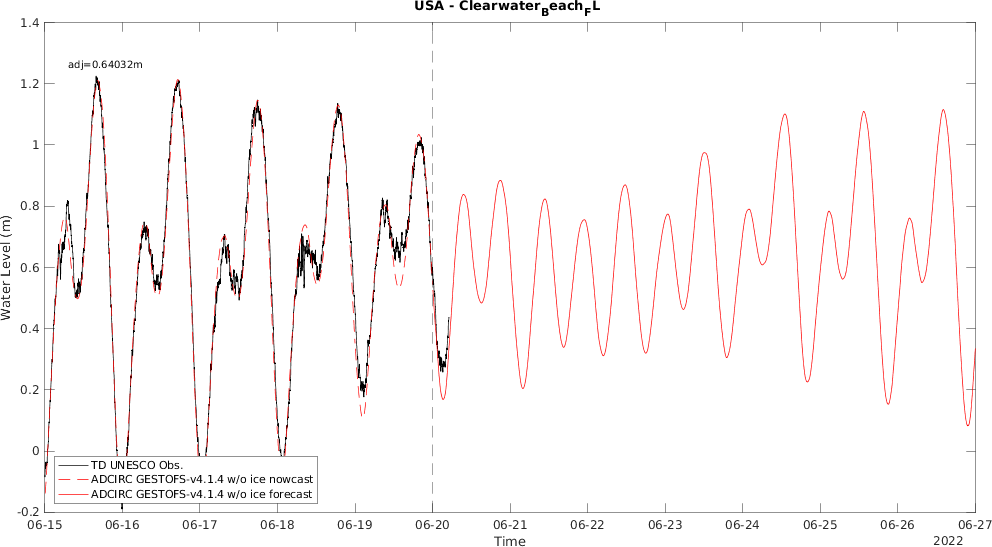 USA - Clearwater_Beach_FL
1.4
adj=0.64032m
1.2
1
0.8
Water Level (m)
0.6
0.4
0.2
0
TD UNESCO Obs.
ADCIRC GESTOFS-v4.1.4 w/o ice nowcast
ADCIRC GESTOFS-v4.1.4 w/o ice forecast
-0.2
06-15 06-16 06-17 06-18 06-19 06-20 06-21 06-22 06-23 06-24 06-25 06-26 06-27
Time
2022